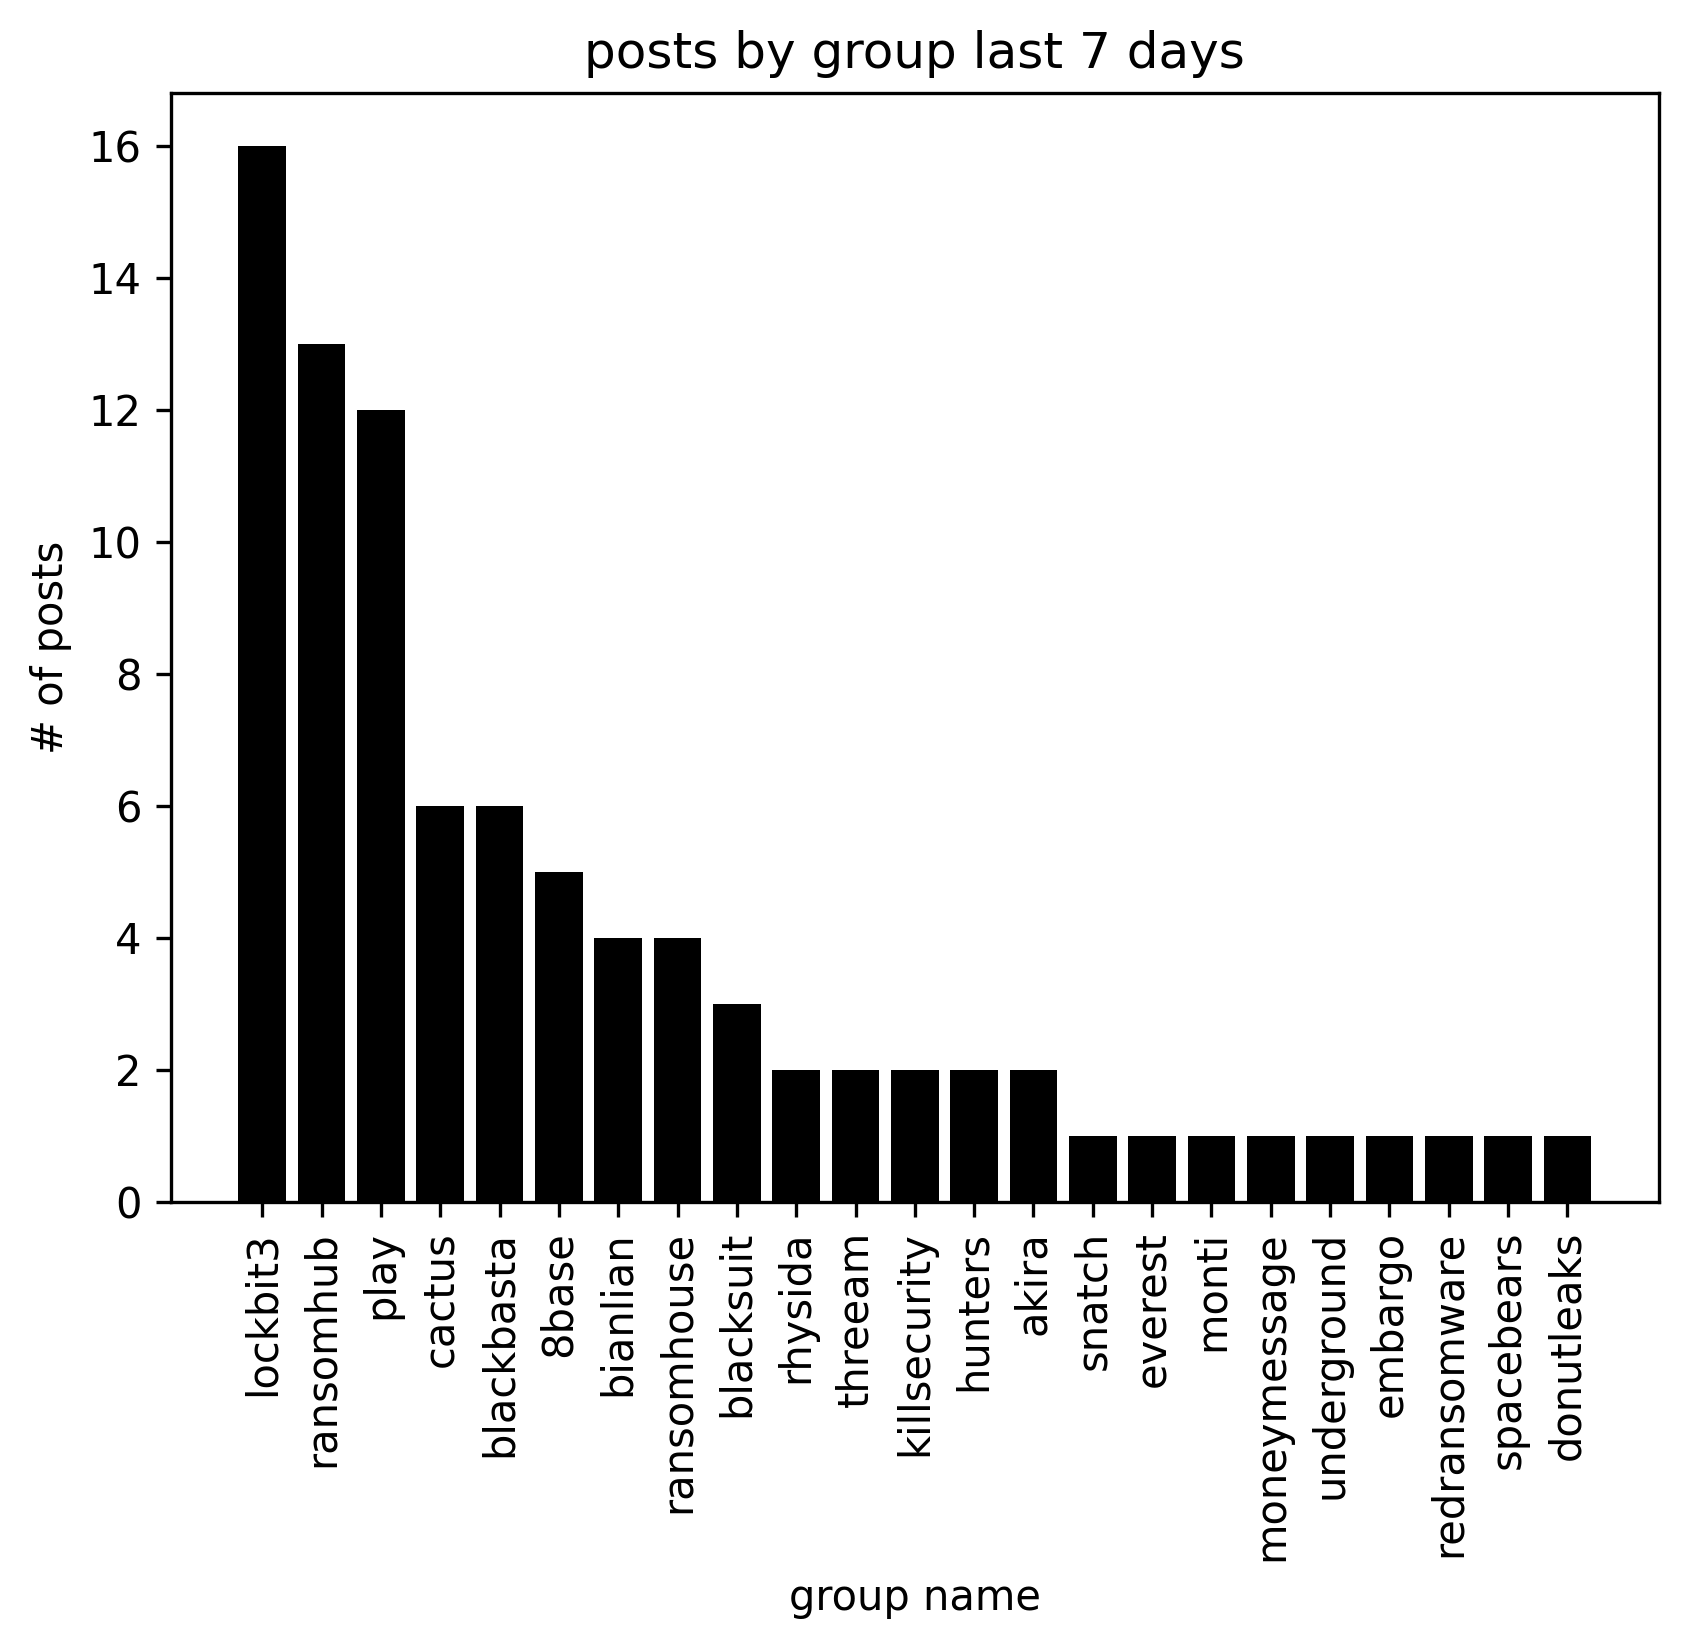 posts by group last 7 days
# of posts
16
14
12
10
8
6
4
2
0
lockbit3
ransomhub
play
cactus
blackbasta
8base
bianlian
ransomhouse
blacksuit
rhysida
threeam
killsecurity
hunters
akira
snatch
everest
monti
moneymessage
underground
embargo
redransomware
spacebears
donutleaks
group name